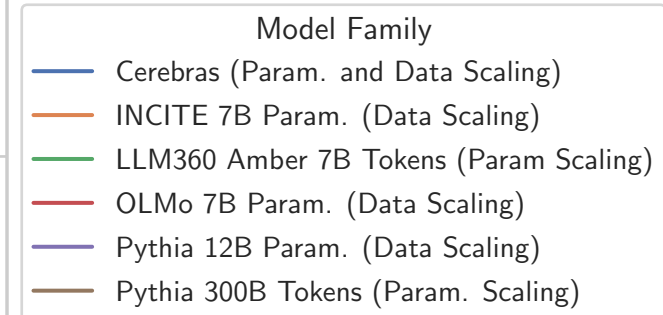 Model Family
Cerebras (Param. and Data Scaling)
INCITE 7B Param. (Data Scaling)
LLM360 Amber 7B Tokens (Param Scaling)
OLMo 7B Param. (Data Scaling)
Pythia 12B Param. (Data Scaling)
Pythia 300B Tokens (Param. Scaling)